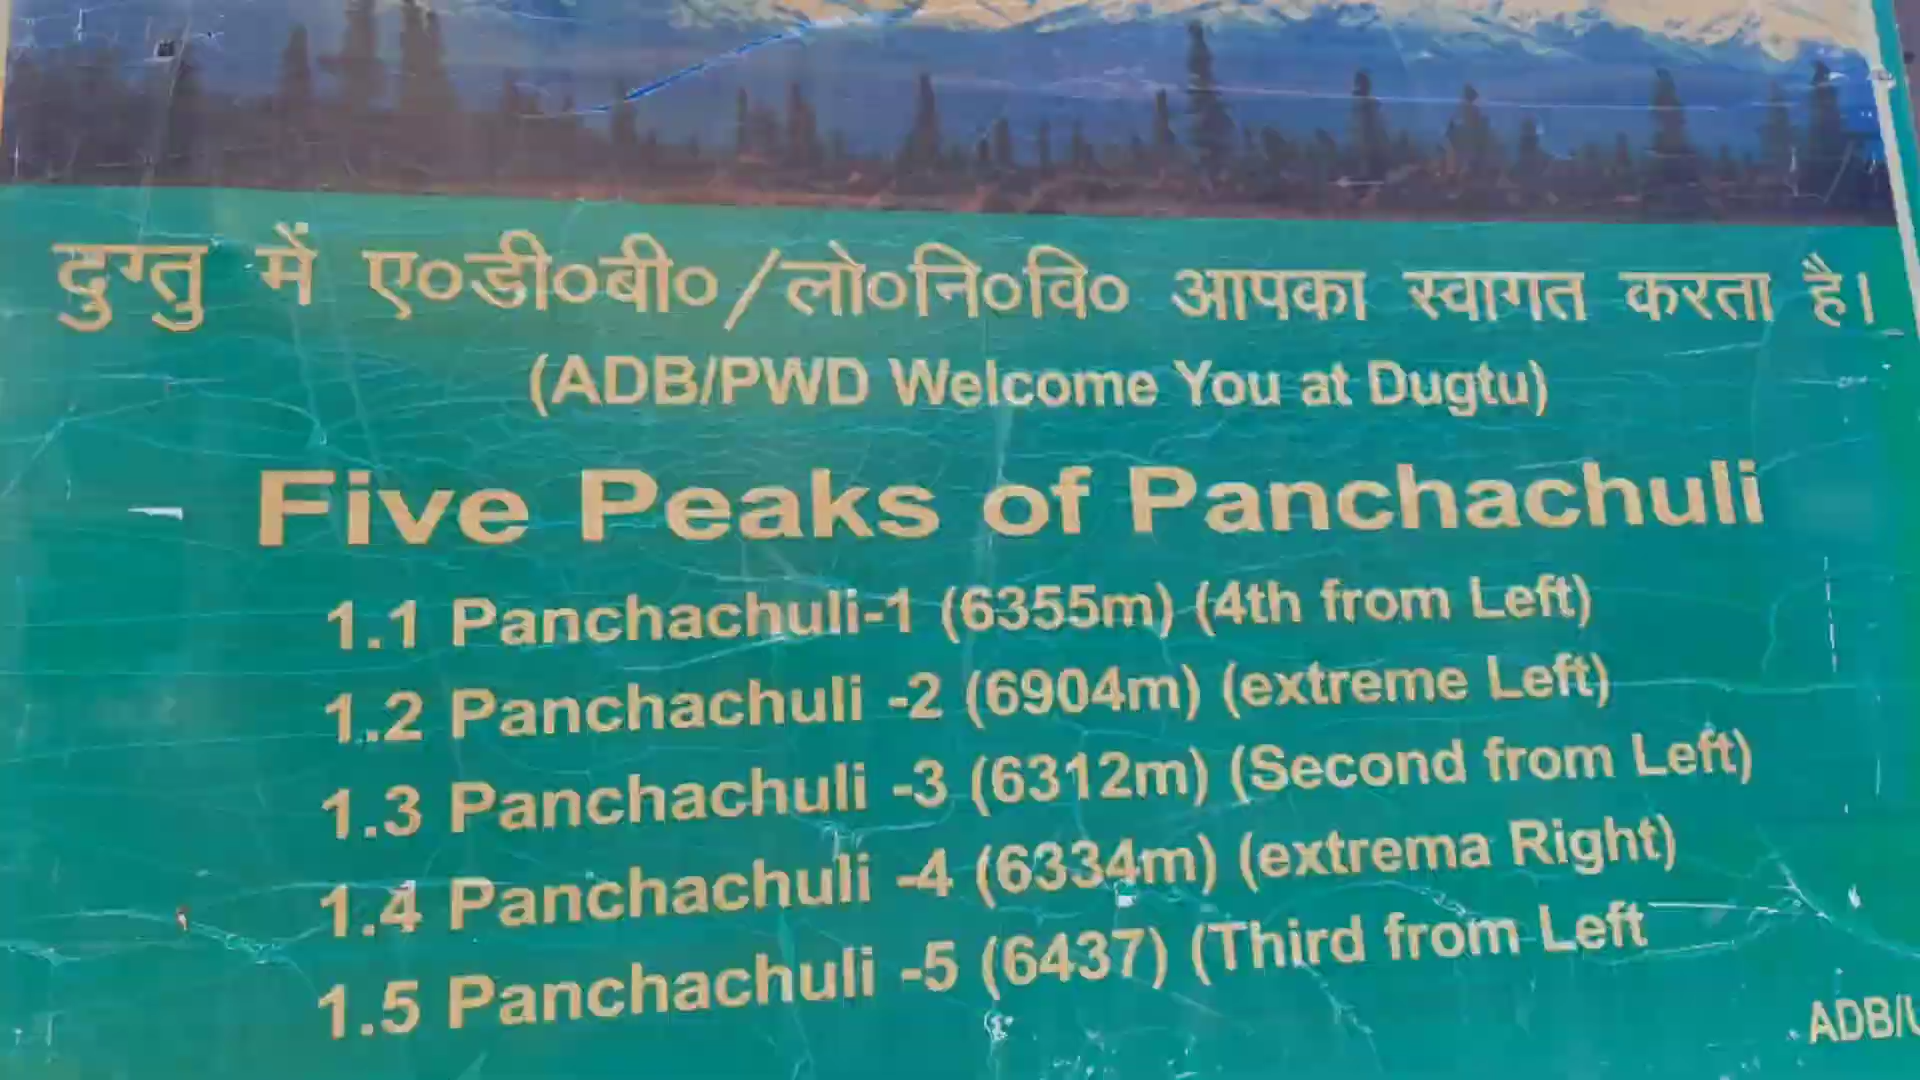 दुग्तु में ए०डी०बी०/लो०नि०वि० आपका स्वागत करता है।
(ADB/PWD Welcome You at Dugtu)
Five Peaks of Panchachuli
1.1 Panchachuli-1 (6355m) (4th from Left)
1.2 Panchachuli -2 (6904m) (extreme Left)
1.3 Panchachuli -3 (6312m) (Second from Left)
1.4 Panchachuli -4 (6334m) (extrema Right)
1.5 Panchachuli -5 (6437) (Third from Left
ADB/